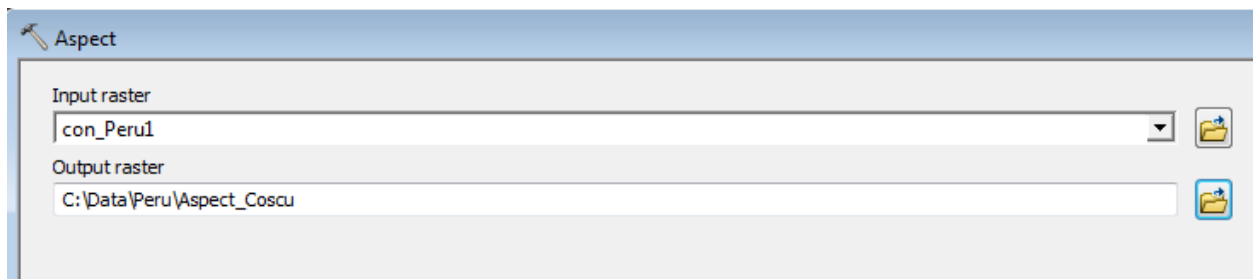 Aspect
Input raster
con_Peru1
Output raster
C:\Data\Peru\Aspect_Coscu